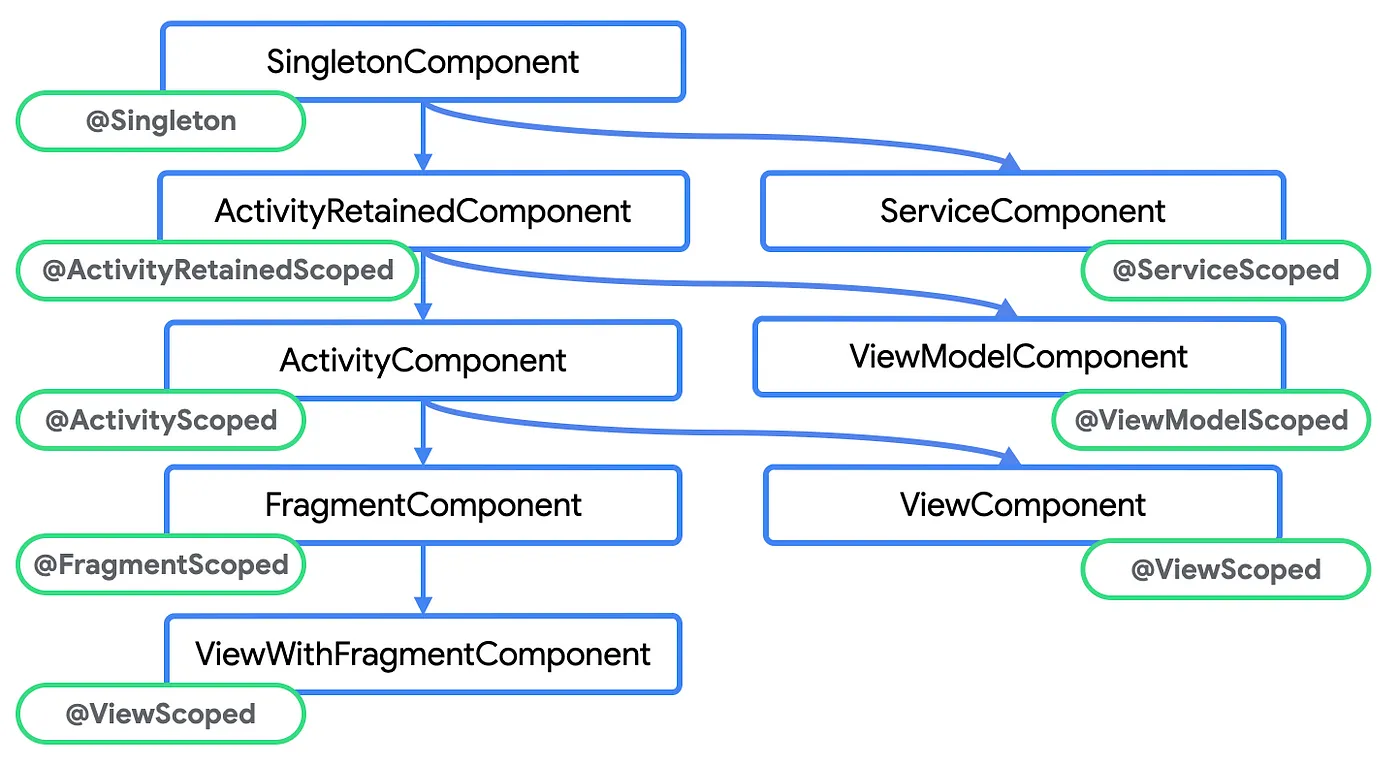 SingletonComponent
@Singleton
ActivityRetainedComponent
ServiceComponent
@ActivityRetainedScoped
@ServiceScoped
ActivityComponent
ViewModelComponent
@ActivityScoped
@ViewModelScoped
FragmentComponent
ViewComponent
@FragmentScoped
@ViewScoped
ViewWithFragmentComponent
@ViewScoped